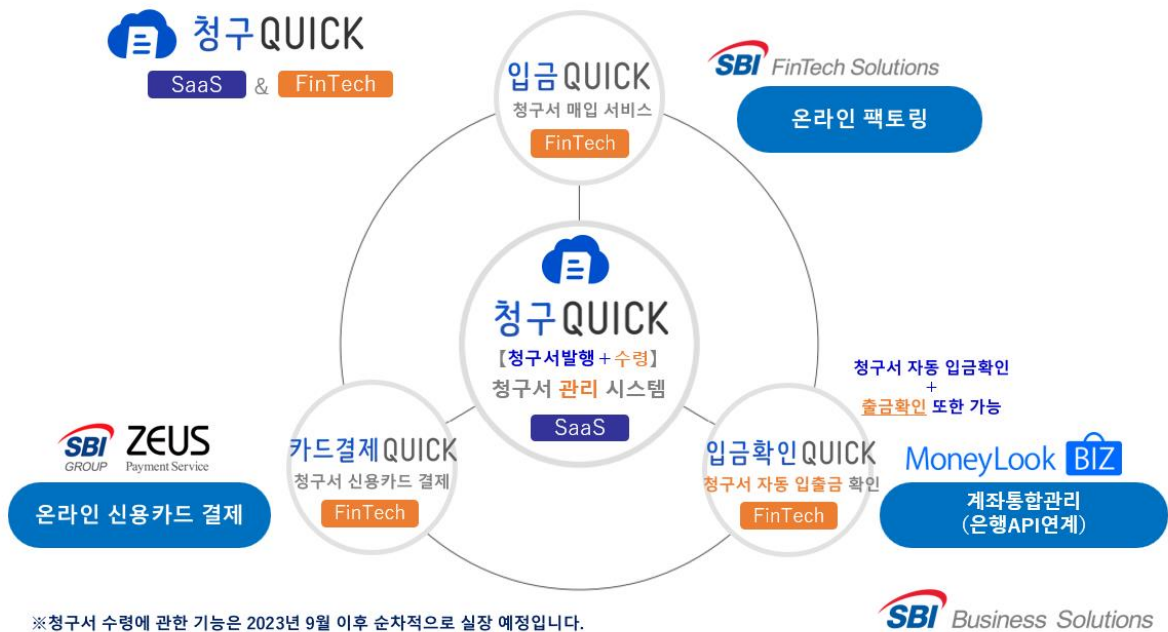 청구QUICK
SaaS & FinTech
입금QUICK
청구서 매입 서비스
FinTech
SBI FinTech Solutions
온라인 팩토링
청구QUICK
【청구서발행+수령】
청구서 관리 시스템
SaaS
청구서 자동 입금확인
+
출금확인 또한 가능
SBI GROUP ZEUS Payment Service
온라인 신용카드 결제
카드결제QUICK
청구서 신용카드 결제
FinTech
입금확인QUICK
청구서 자동 입출금 확인
FinTech
MoneyLook BIZ
계좌통합관리
(은행API연계)
※청구서 수령에 관한 기능은 2023년 9월 이후 순차적으로 실장 예정입니다.
SBI Business Solutions